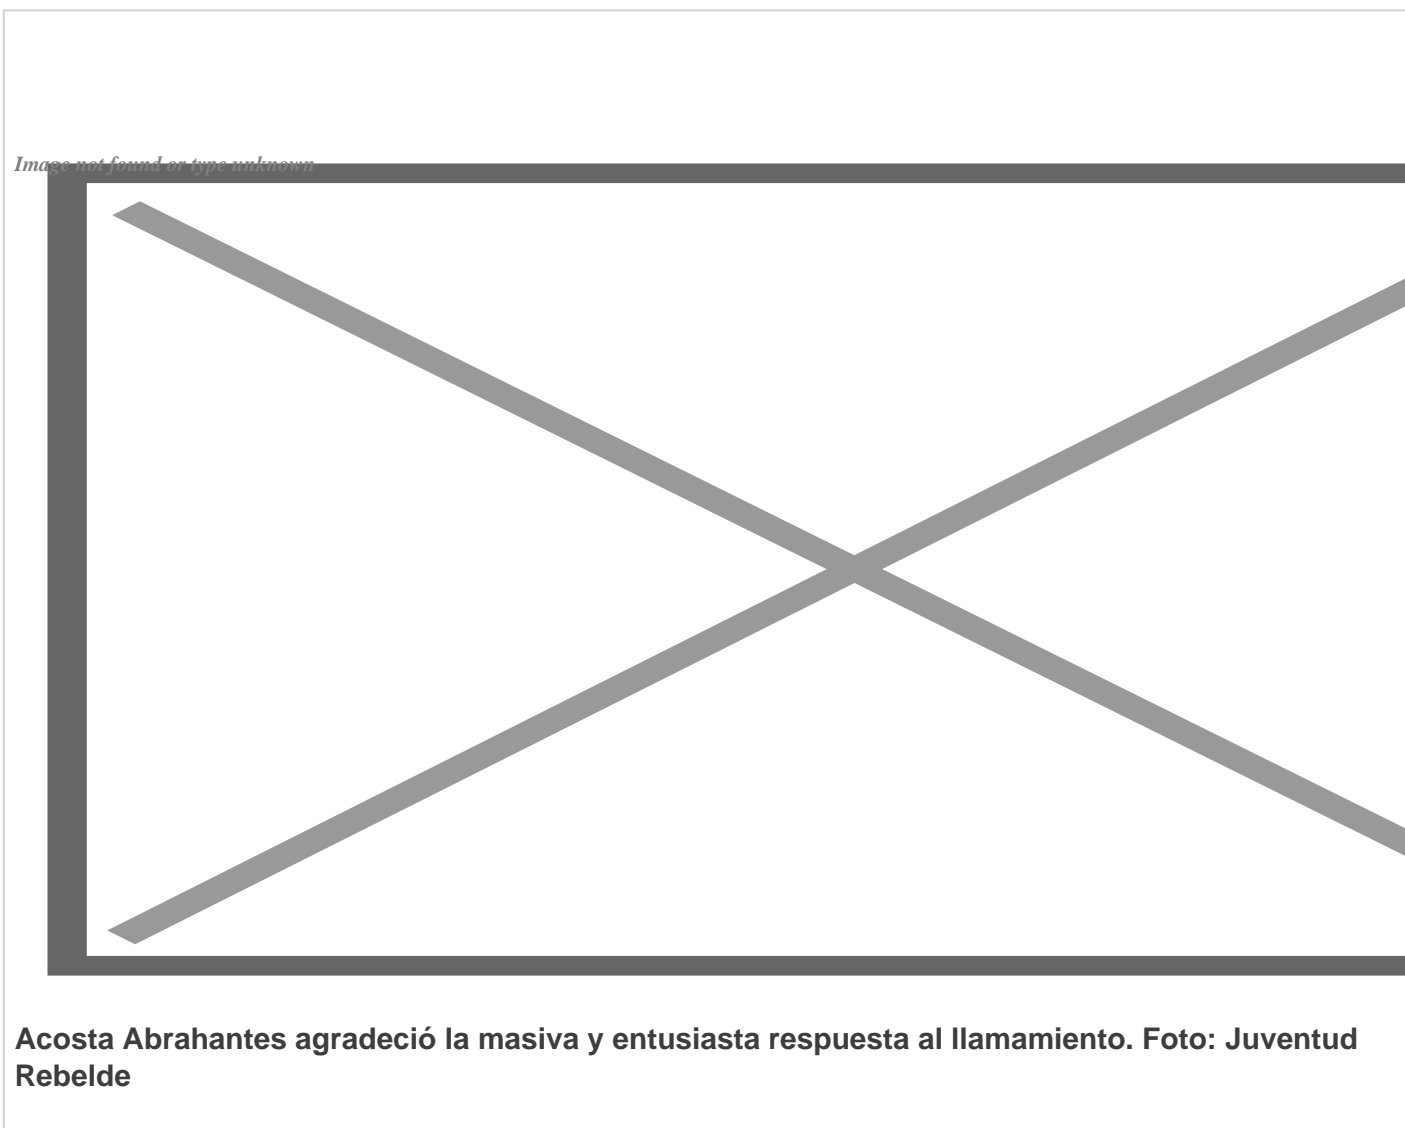 Image not found or type unknown
Acosta Abrahantes agradeció la masiva y entusiasta respuesta al llamamiento. Foto: Juventud
Rebelde